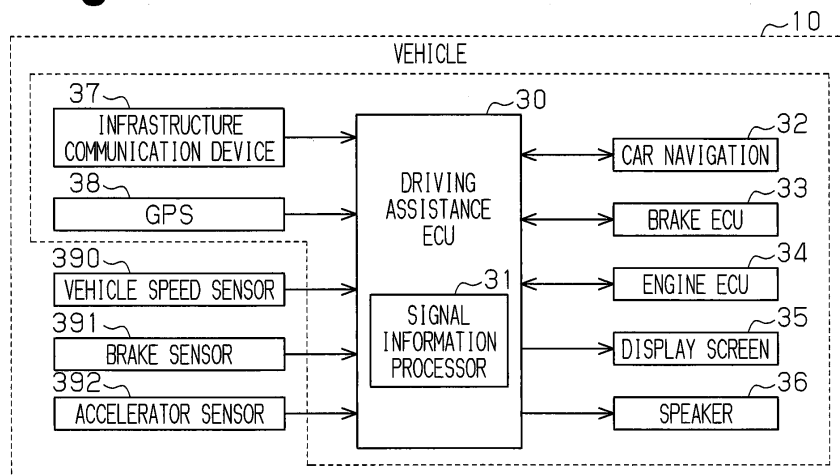 10
VEHICLE
37
INFRASTRUCTURE
COMMUNICATION DEVICE
38
GPS
390
VEHICLE SPEED SENSOR
391
BRAKE SENSOR
392
ACCELERATOR SENSOR
30
DRIVING
ASSISTANCE
ECU
31
SIGNAL
INFORMATION
PROCESSOR
32
CAR NAVIGATION
33
BRAKE ECU
34
ENGINE ECU
35
DISPLAY SCREEN
36
SPEAKER